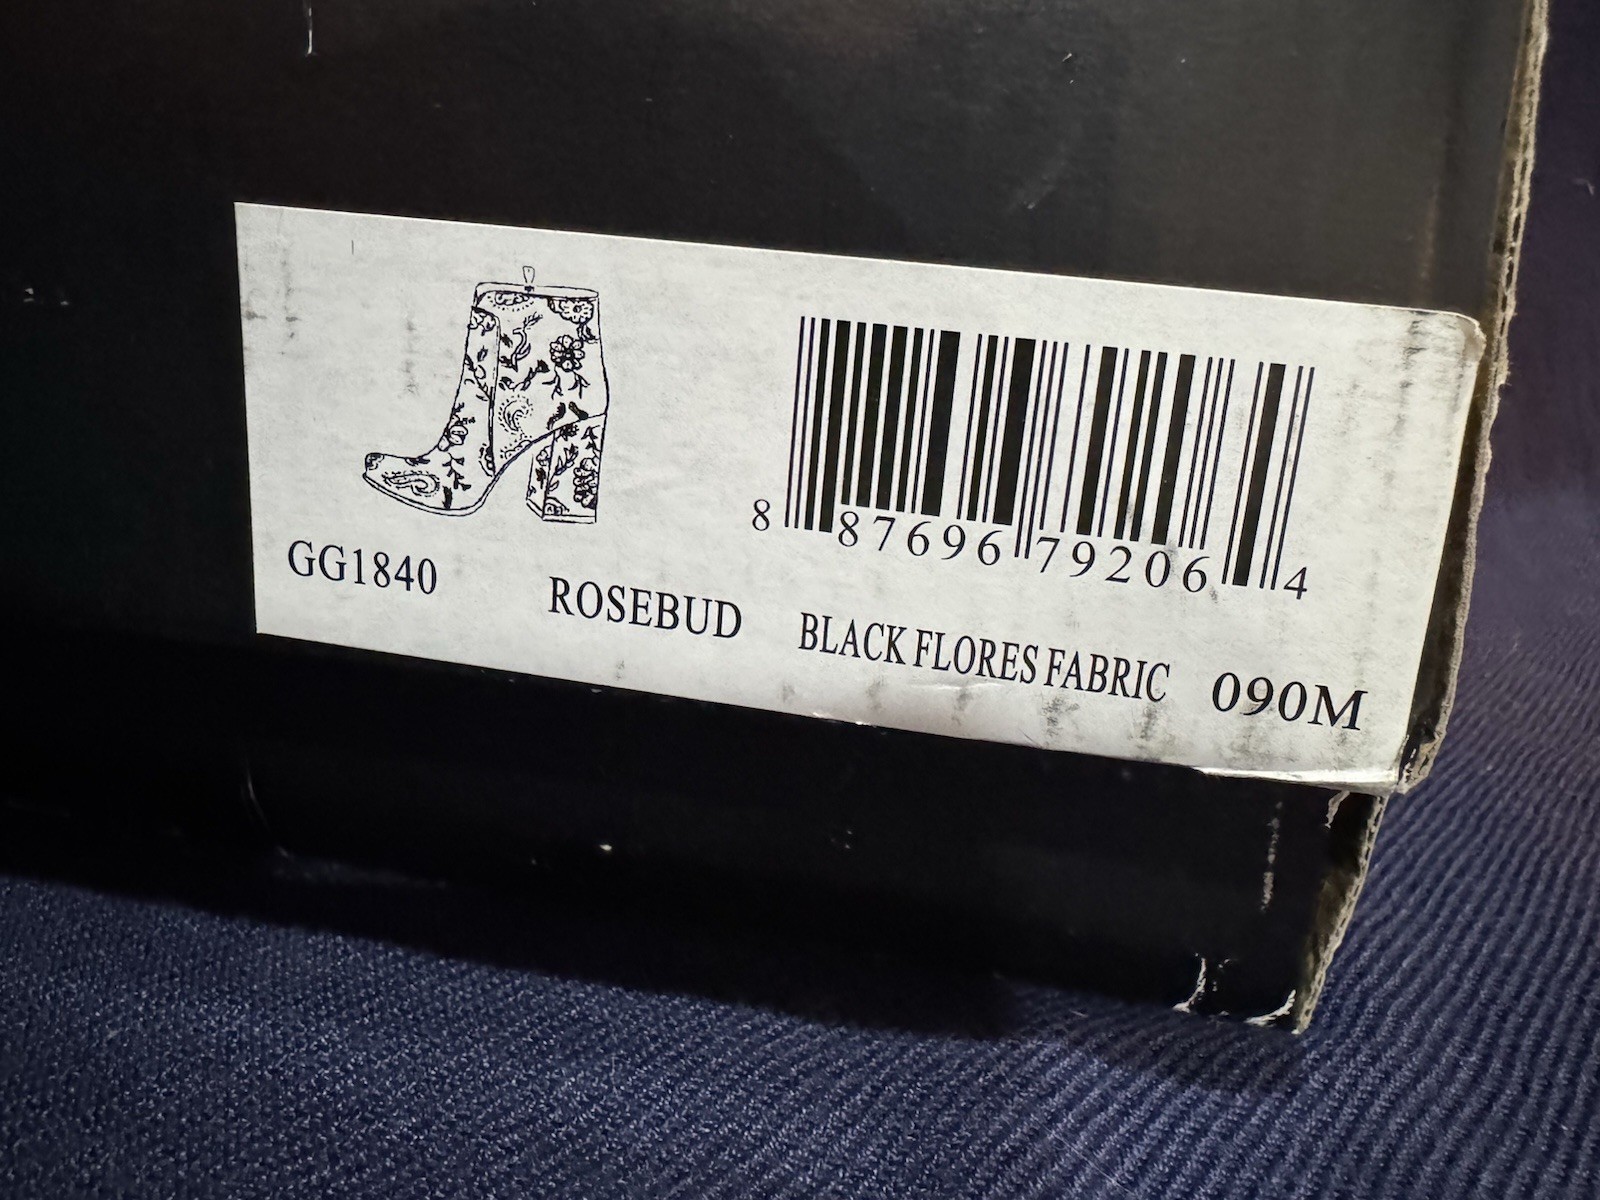 8 87696 79206 4
GG1840 ROSEBUD BLACK FLORES FABRIC 090M